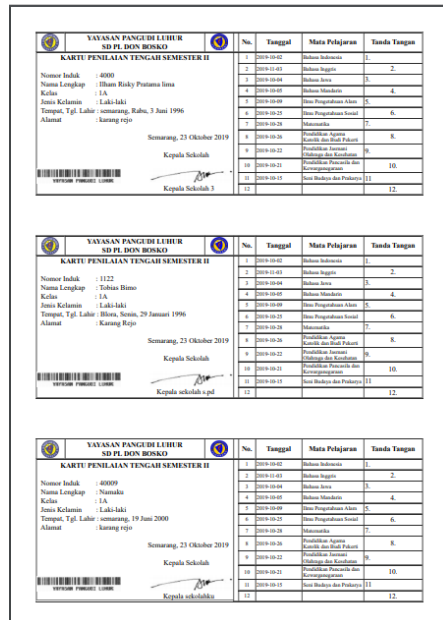 YAYASAN PANGUDI LUHUR
SD PL DON BOSKO
KARTU PENILAIAN TENGAH SEMESTER II
Nomor Induk : 4000
Nama Lengkap : Ilham Risky Pratama lima
Kelas : 1A
Jenis Kelamin : Laki-laki
Tempat, Tgl. Lahir : semarang, Rabu, 3 Juni 1996
Alamat : karang rejo
Semarang, 23 Oktober 2019
Kepala Sekolah
YAYASAN PANGUDI LUHUR
Kepala Sekolah 3
No. Tanggal Mata Pelajaran Tanda Tangan
1 2019-10-02 Bahasa Indonesia 1.
2 2019-11-03 Bahasa Inggris 2.
3 2019-10-04 Bahasa Jawa 3.
4 2019-10-05 Bahasa Mandarin 4.
5 2019-10-09 Ilmu Pengetahuan Alam 5.
6 2019-10-25 Ilmu Pengetahuan Sosial 6.
7 2019-10-28 Matematika 7.
8 2019-10-26 Pendidikan Agama
Katolik dan Budi Pekerti 8.
9 2019-10-22 Pendidikan Jasmani
Olahraga dan Kesehatan 9.
10 2019-10-21 Pendidikan Pancasila dan
Kewarganegaraan 10.
11 2019-10-15 Seni Budaya dan Prakarya 11
12 12.
YAYASAN PANGUDI LUHUR
SD PL DON BOSKO
KARTU PENILAIAN TENGAH SEMESTER II
Nomor Induk : 1122
Nama Lengkap : Tobias Bimo
Kelas : 1A
Jenis Kelamin : Laki-laki
Tempat, Tgl. Lahir : Blora, Senin, 29 Januari 1996
Alamat : Karang Rejo
Semarang, 23 Oktober 2019
Kepala Sekolah
YAYASAN PANGUDI LUHUR
Kepala sekolah s.pd
No. Tanggal Mata Pelajaran Tanda Tangan
1 2019-10-02 Bahasa Indonesia 1.
2 2019-11-03 Bahasa Inggris 2.
3 2019-10-04 Bahasa Jawa 3.
4 2019-10-05 Bahasa Mandarin 4.
5 2019-10-09 Ilmu Pengetahuan Alam 5.
6 2019-10-25 Ilmu Pengetahuan Sosial 6.
7 2019-10-28 Matematika 7.
8 2019-10-26 Pendidikan Agama
Katolik dan Budi Pekerti 8.
9 2019-10-22 Pendidikan Jasmani
Olahraga dan Kesehatan 9.
10 2019-10-21 Pendidikan Pancasila dan
Kewarganegaraan 10.
11 2019-10-15 Seni Budaya dan Prakarya 11
12 12.
YAYASAN PANGUDI LUHUR
SD PL DON BOSKO
KARTU PENILAIAN TENGAH SEMESTER II
Nomor Induk : 40009
Nama Lengkap : Namaku
Kelas : 1A
Jenis Kelamin : Laki-laki
Tempat, Tgl. Lahir : semarang, 19 Juni 2000
Alamat : karang rejo
Semarang, 23 Oktober 2019
Kepala Sekolah
YAYASAN PANGUDI LUHUR
Kepala sekolahku
No. Tanggal Mata Pelajaran Tanda Tangan
1 2019-10-02 Bahasa Indonesia 1.
2 2019-11-03 Bahasa Inggris 2.
3 2019-10-04 Bahasa Jawa 3.
4 2019-10-05 Bahasa Mandarin 4.
5 2019-10-09 Ilmu Pengetahuan Alam 5.
6 2019-10-25 Ilmu Pengetahuan Sosial 6.
7 2019-10-28 Matematika 7.
8 2019-10-26 Pendidikan Agama
Katolik dan Budi Pekerti 8.
9 2019-10-22 Pendidikan Jasmani
Olahraga dan Kesehatan 9.
10 2019-10-21 Pendidikan Pancasila dan
Kewarganegaraan 10.
11 2019-10-15 Seni Budaya dan Prakarya 11
12 12.